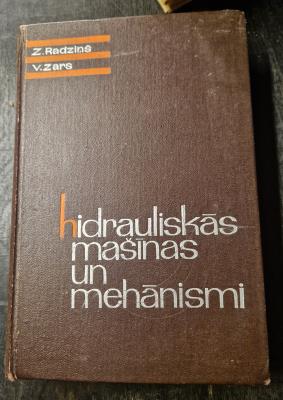 Z. Radziņš
V. Zars
hidrauliskās
mašīnas
un
mehānismi